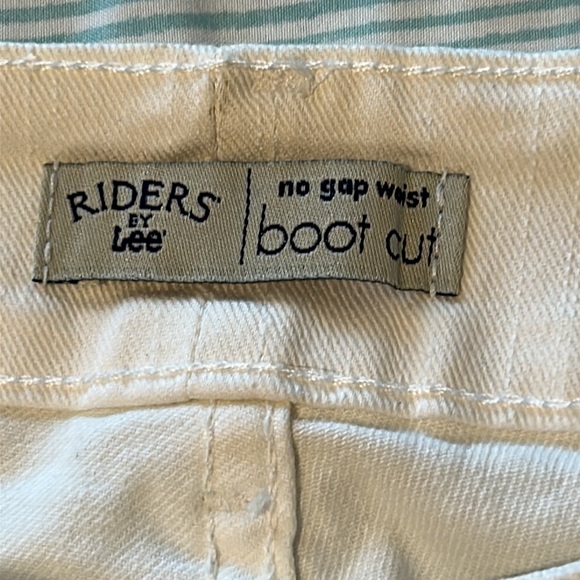 RIDERS
BY
Lee
no gap waist
boot cut